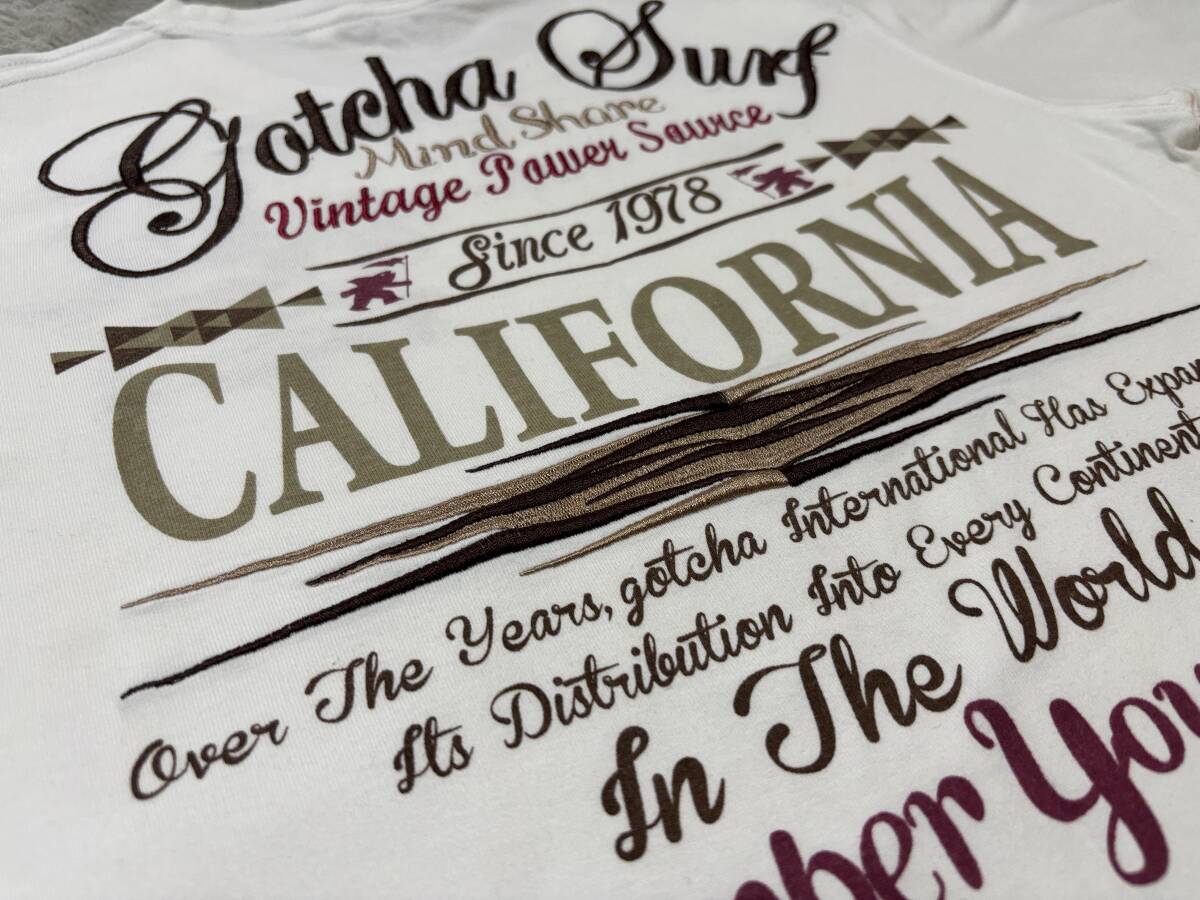 Gotcha Surf
Mind Share
Vintage Power Source
Since 1978
CALIFORNIA
Over The Years, gotcha International Has
Its Distribution Into Every Continent
In The World